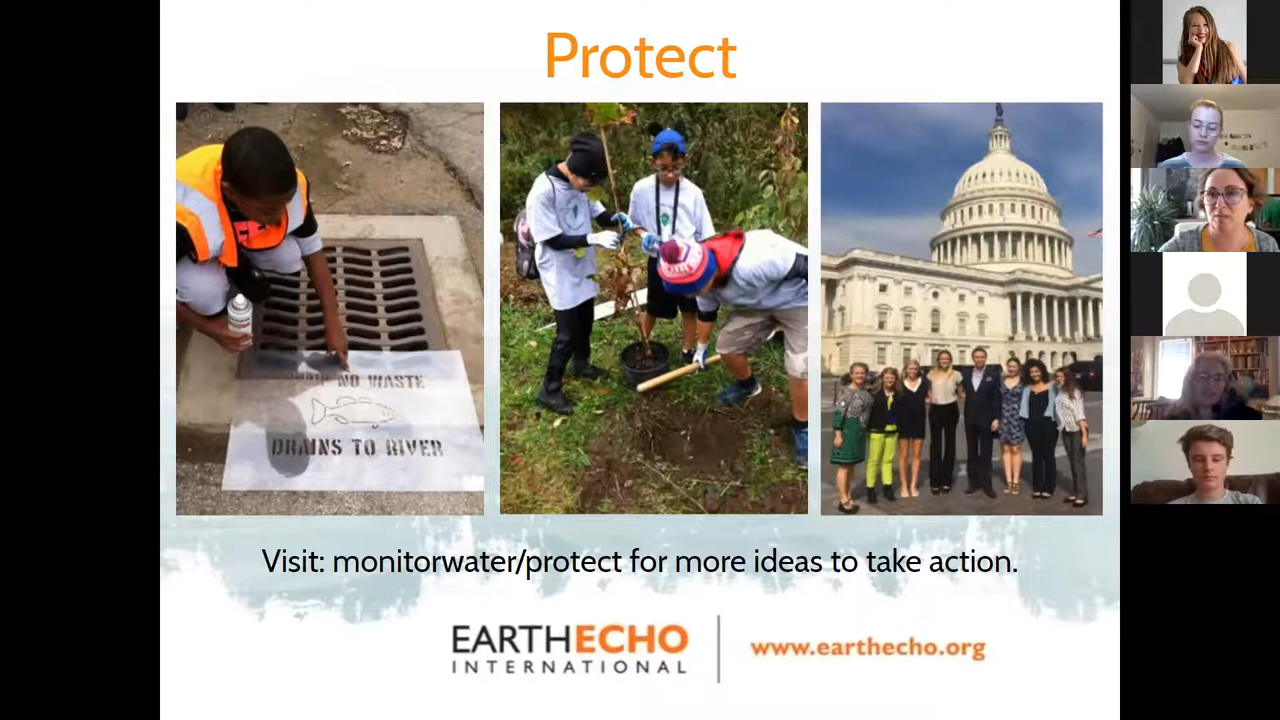 Protect
NO WASTE
DRAINS TO RIVER
Visit: monitorwater/protect for more ideas to take action.
EARTHECHO
INTERNATIONAL
www.earthecho.org